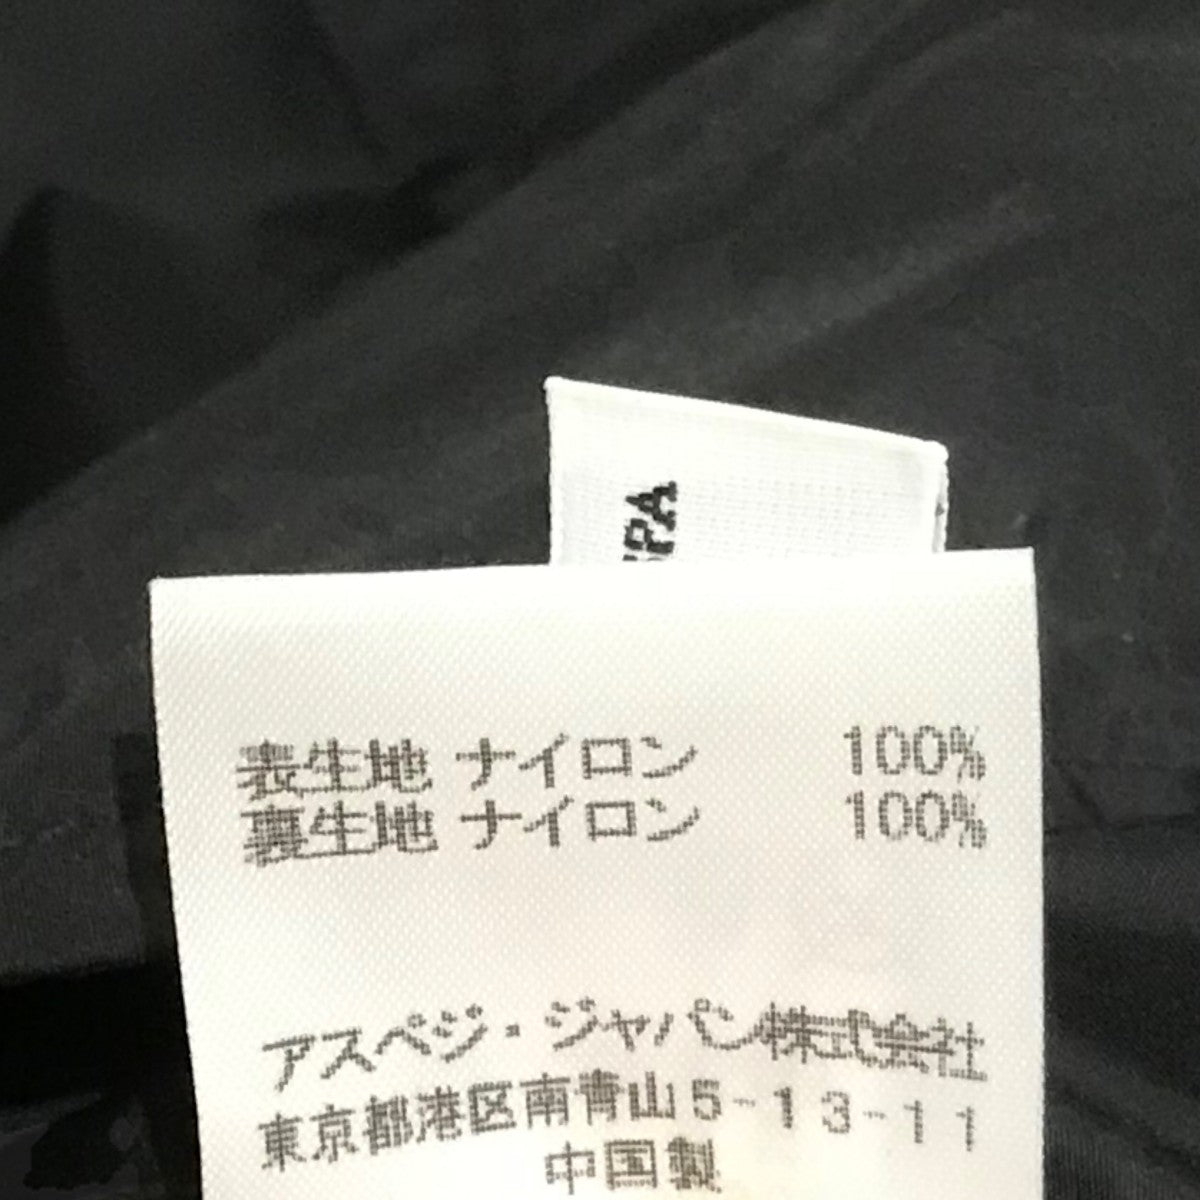 表生地 ナイロン 100%
裏生地 ナイロン 100%
アスペジ・ジャパン株式会社
東京都港区南青山5-13-11
中国製